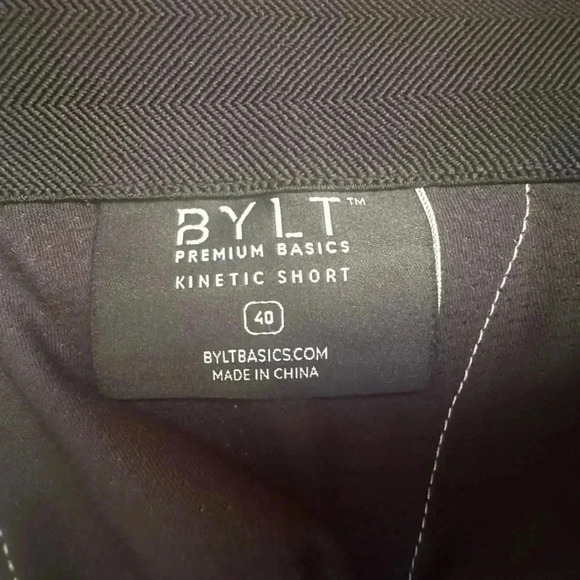 BYLT™
PREMIUM BASICS
KINETIC SHORT
40
BYLTBASICS.COM
MADE IN CHINA